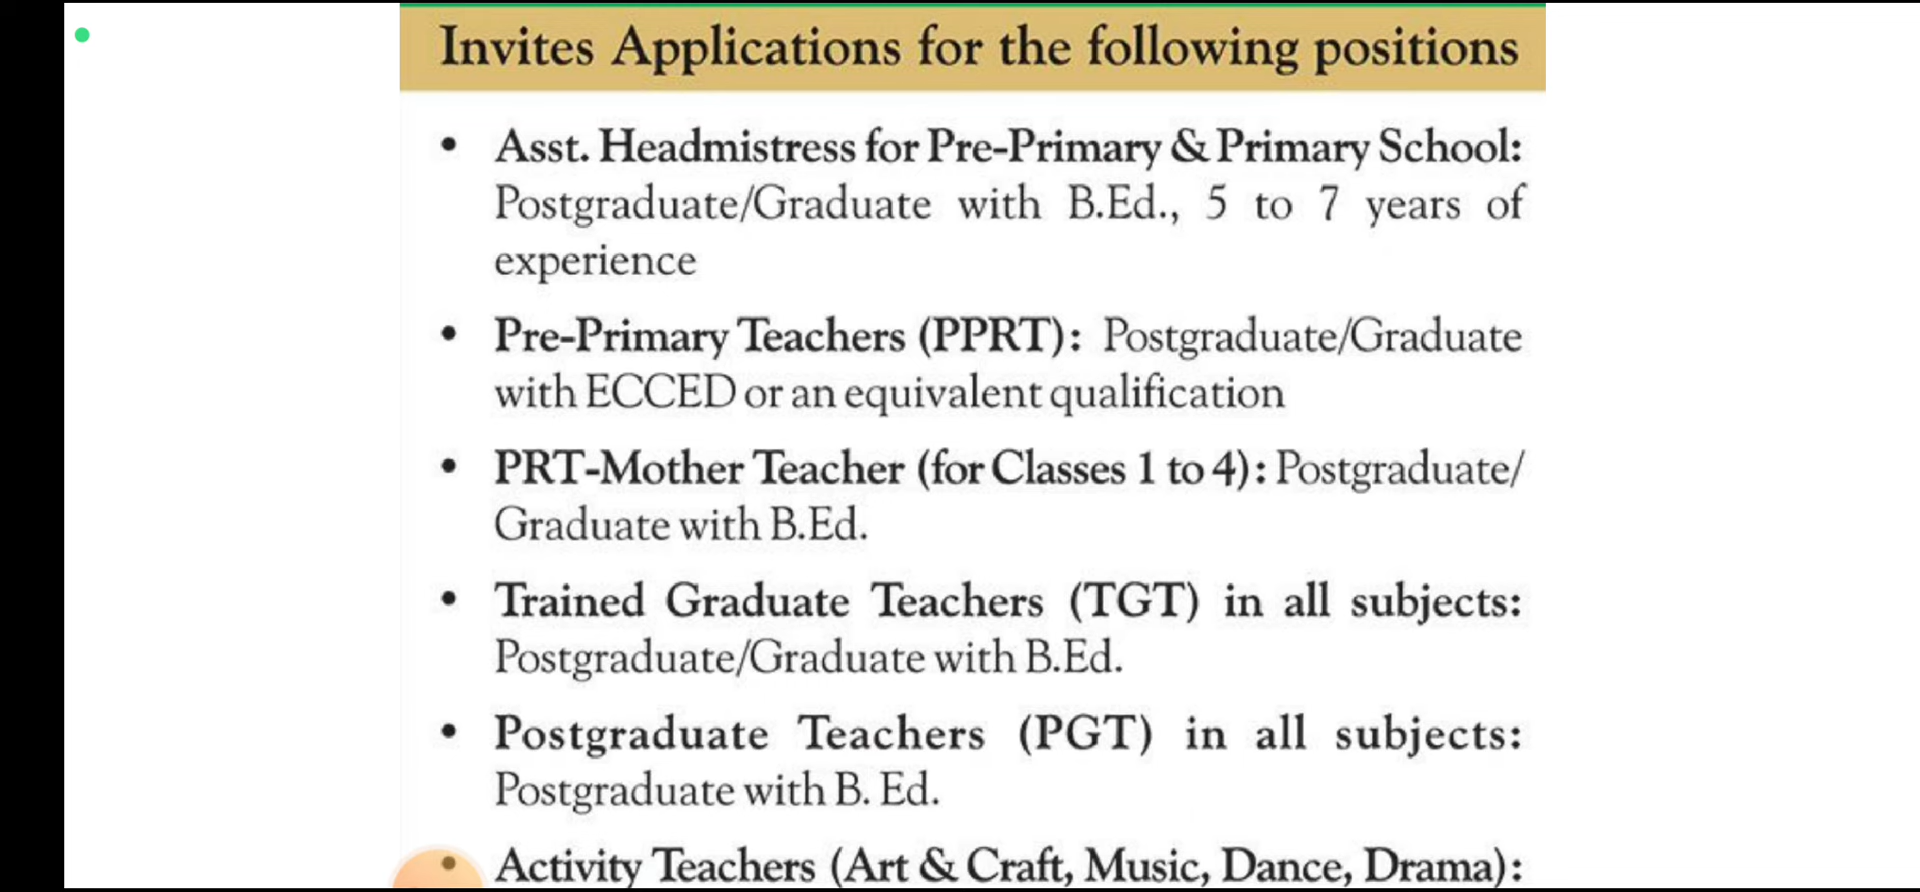 Invites Applications for the following positions
• Asst. Headmistress for Pre-Primary & Primary School:
Postgraduate/Graduate with B.Ed., 5 to 7 years of
experience
• Pre-Primary Teachers (PPRT): Postgraduate/Graduate
with ECCED or an equivalent qualification
• PRT-Mother Teacher (for Classes 1 to 4): Postgraduate/
Graduate with B.Ed.
• Trained Graduate Teachers (TGT) in all subjects:
Postgraduate/Graduate with B.Ed.
• Postgraduate Teachers (PGT) in all subjects:
Postgraduate with B. Ed.
• Activity Teachers (Art & Craft, Music, Dance, Drama):